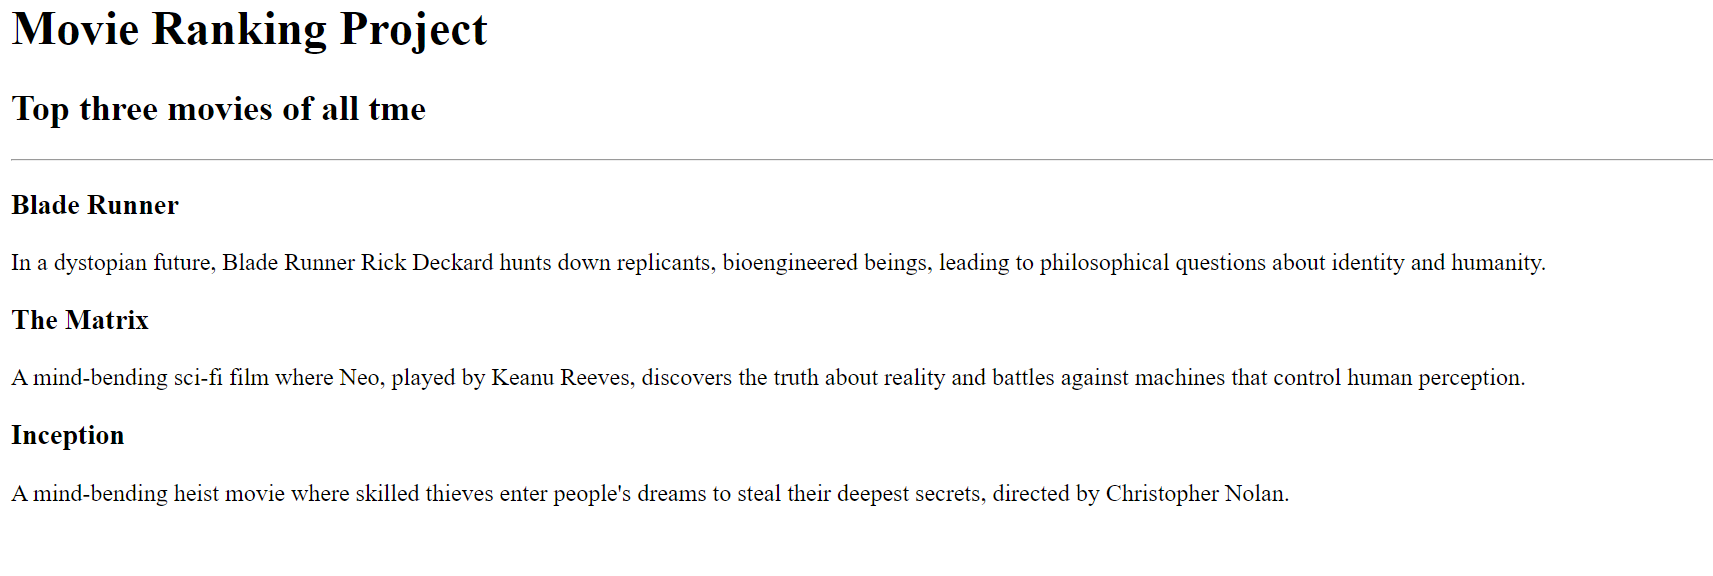 Movie Ranking Project
Top three movies of all tme
Blade Runner
In a dystopian future, Blade Runner Rick Deckard hunts down replicants, bioengineered beings, leading to philosophical questions about identity and humanity.
The Matrix
A mind-bending sci-fi film where Neo, played by Keanu Reeves, discovers the truth about reality and battles against machines that control human perception.
Inception
A mind-bending heist movie where skilled thieves enter people's dreams to steal their deepest secrets, directed by Christopher Nolan.